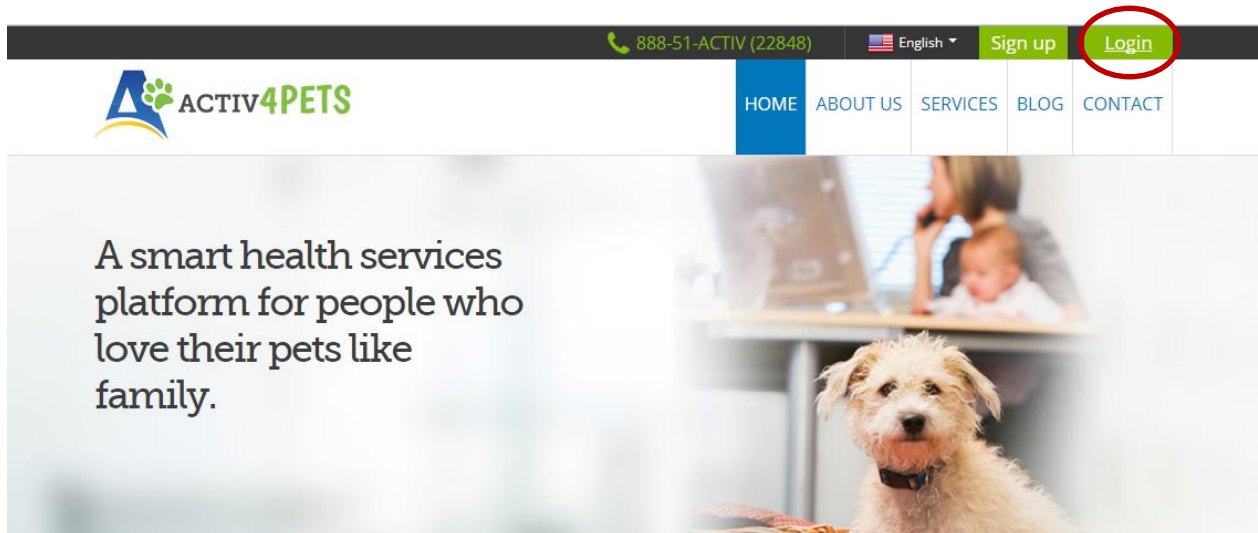 888-51-ACTIV (22848) English Sign up Login
ACTIV4PETS
HOME ABOUT US SERVICES BLOG CONTACT
A smart health services
platform for people who
love their pets like
family.